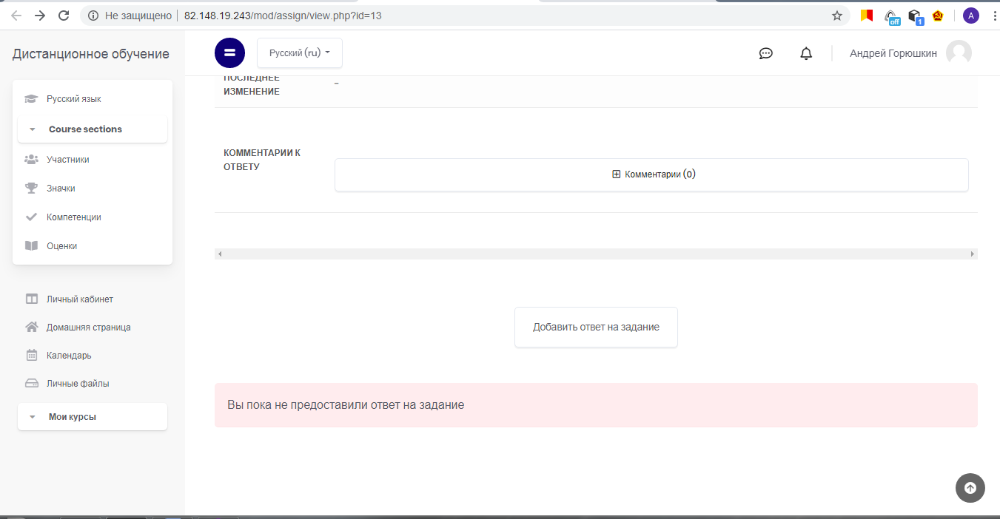 Не защищено 82.148.19.243/mod/assign/view.php?id=13
off
1
A
Дистанционное обучение
Русский (ru)
Андрей Горюшкин
Русский язык
Course sections
Участники
Значки
Компетенции
Оценки
Личный кабинет
Домашняя страница
Календарь
Личные файлы
Мои курсы
ПОСЛЕДНЕЕ
ИЗМЕНЕНИЕ
-
КОММЕНТАРИИ К
ОТВЕТУ
Комментарии (0)
Добавить ответ на задание
Вы пока не предоставили ответ на задание